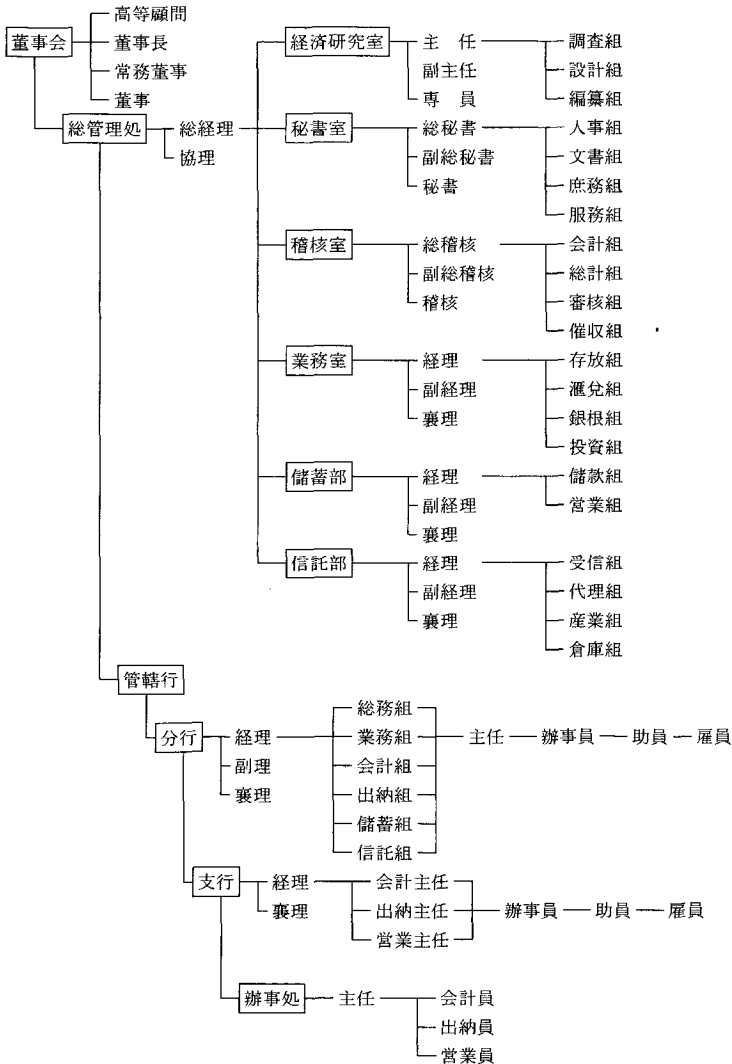 高等顧問
董事会 董事長 経済研究室 主任 調査組
常務董事 副主任 設計組
董事 専員 編纂組
総管理処 総経理 秘書室 総秘書 人事組
協理 副総秘書 文書組
秘書 庶務組
服務組
稽核室 総稽核 会計組
副総稽核 総計組
稽核 審核組
催収組
業務室 経理 存放組
副経理 滙兌組
襄理 銀根組
投資組
儲蓄部 経理 儲款組
副経理 営業組
襄理
信託部 経理 受信組
副経理 代理組
襄理 産業組
倉庫組
管轄行
総務組
分行 経理 業務組 主任 辦事員 助員 雇員
副理 会計組
襄理 出納組
儲蓄組
信託組
支行 経理 会計主任
襄理 出納主任 辦事員 助員 雇員
営業主任
辦事処 主任 会計員
出納員
営業員